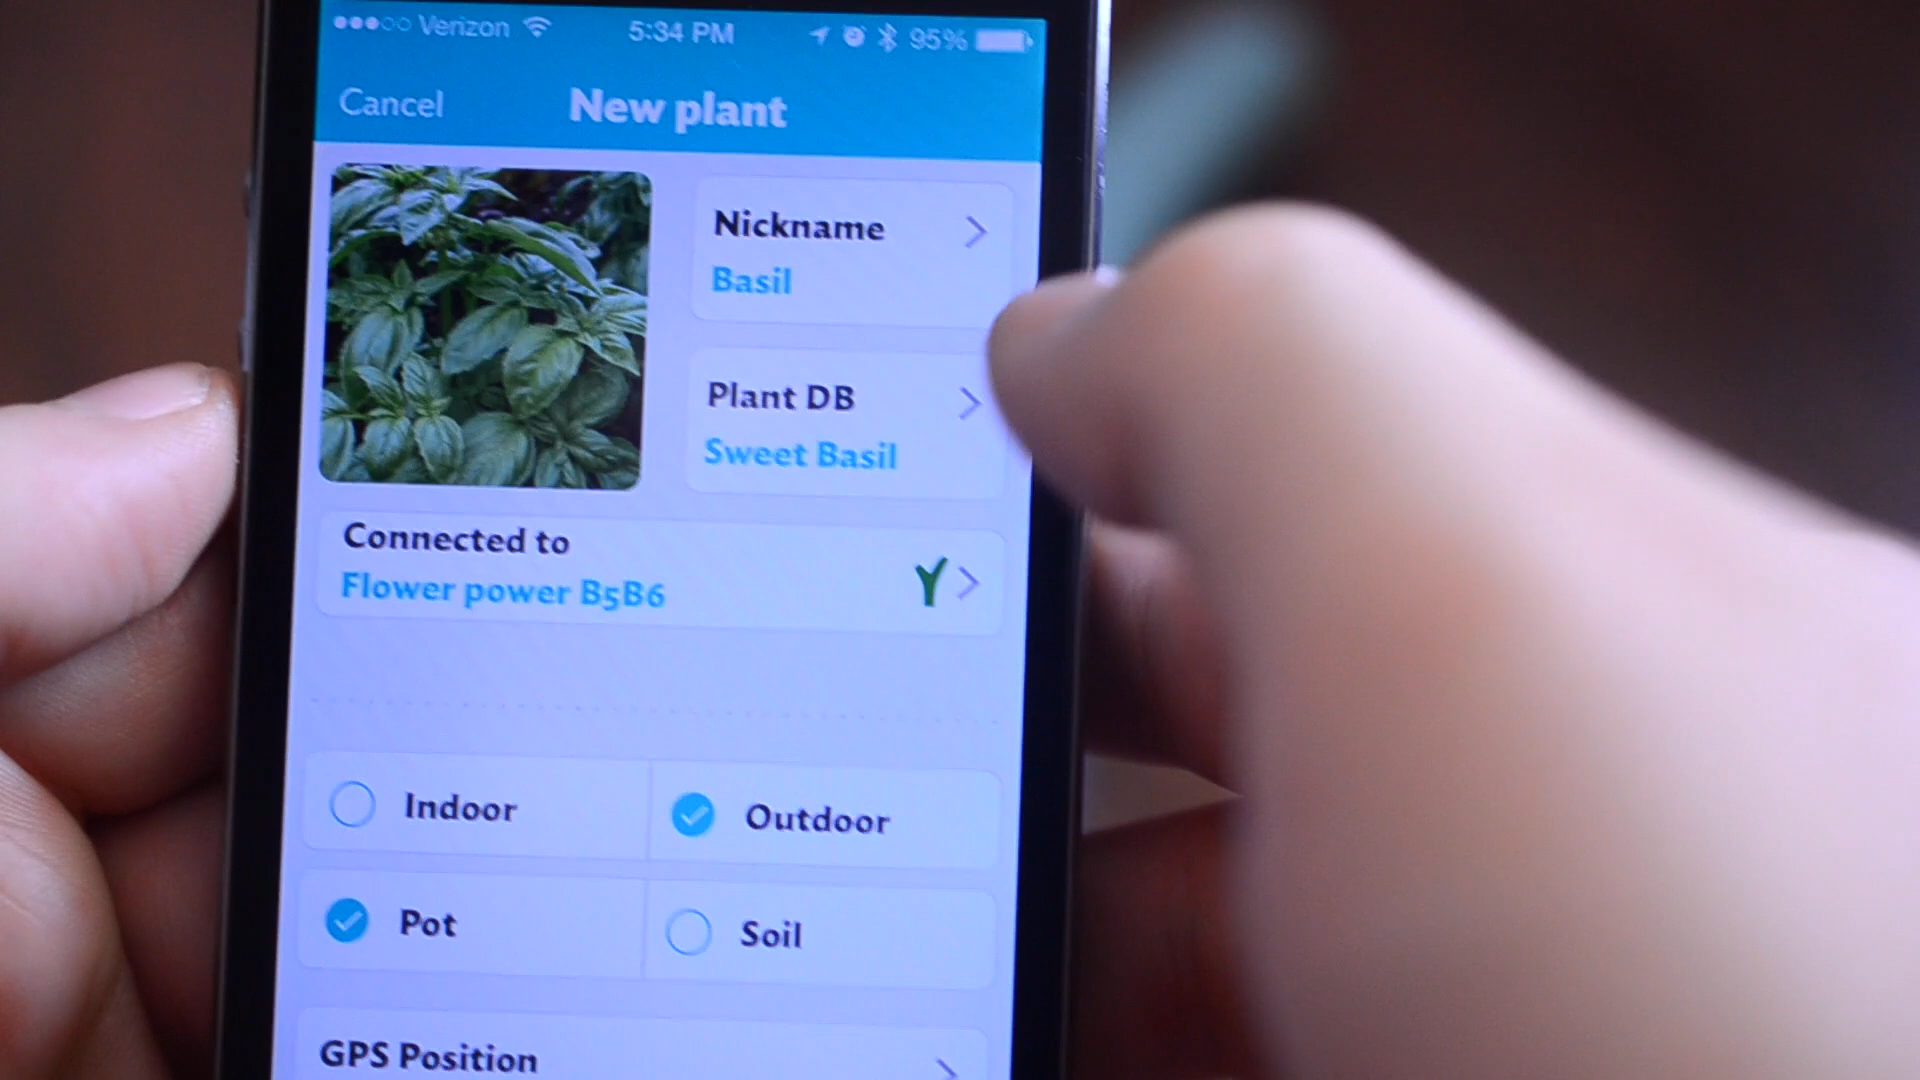 Verizon 5:34 PM 95%
Cancel New plant
Nickname
Basil
Plant DB
Sweet Basil
Connected to
Flower power B5B6
Indoor Outdoor
Pot Soil
GPS Position